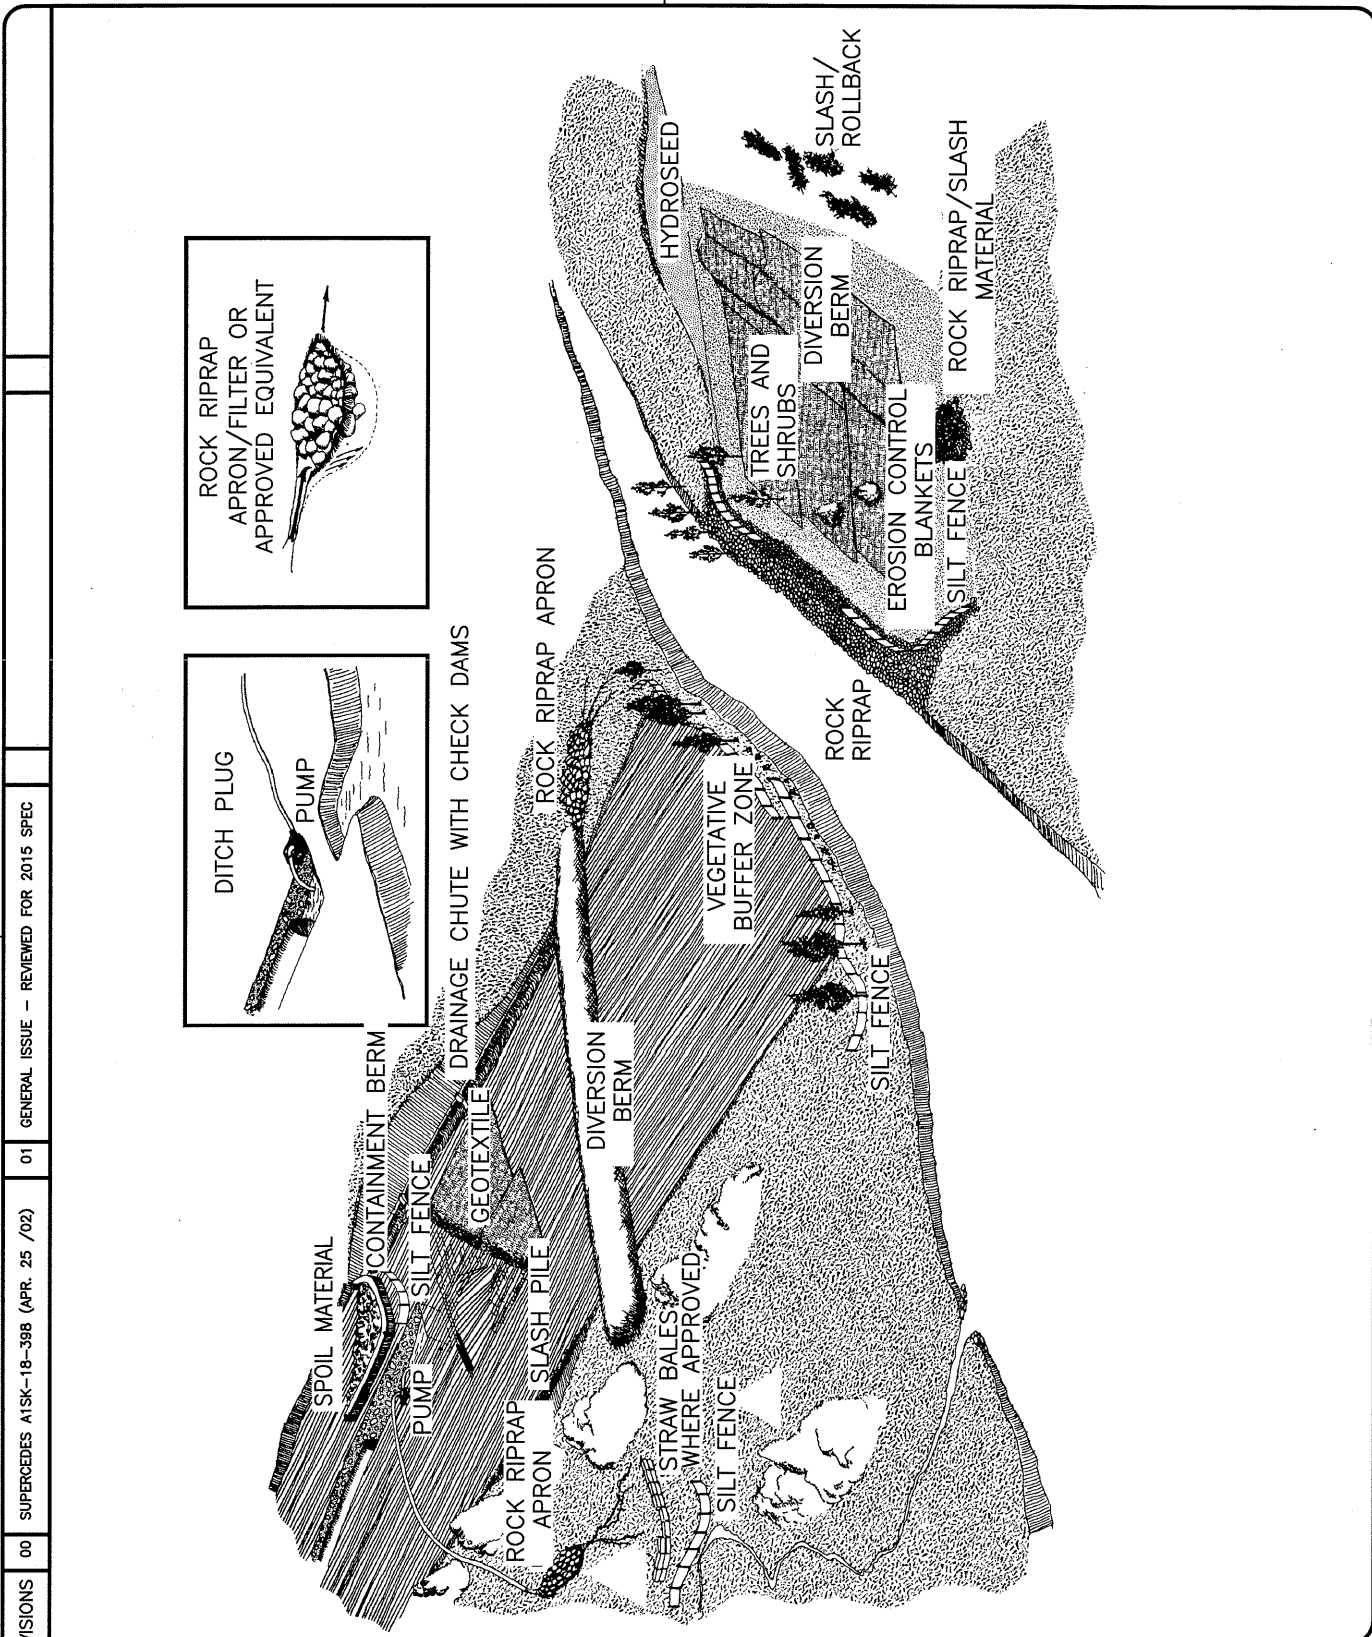 VISIONS
00
SUPERCEDES A1SK-18-398 (APR. 25 /02)
01
GENERAL ISSUE - REVIEWED FOR 2015 SPEC
DITCH PLUG
PUMP
ROCK RIPRAP
APRON/FILTER OR
APPROVED EQUIVALENT
SPOIL MATERIAL
CONTAINMENT BERM
PUMP
SILT FENCE
DRAINAGE CHUTE WITH CHECK DAMS
GEOTEXTILE
ROCK RIPRAP
APRON
SLASH PILE
ROCK RIPRAP APRON
DIVERSION
BERM
STRAW BALES
WHERE APPROVED
SILT FENCE
VEGETATIVE
BUFFER ZONE
SILT FENCE
ROCK
RIPRAP
HYDROSEED
TREES AND
SHRUBS
DIVERSION
BERM
SLASH/
ROLLBACK
EROSION CONTROL
BLANKETS
SILT FENCE
ROCK RIPRAP/SLASH
MATERIAL